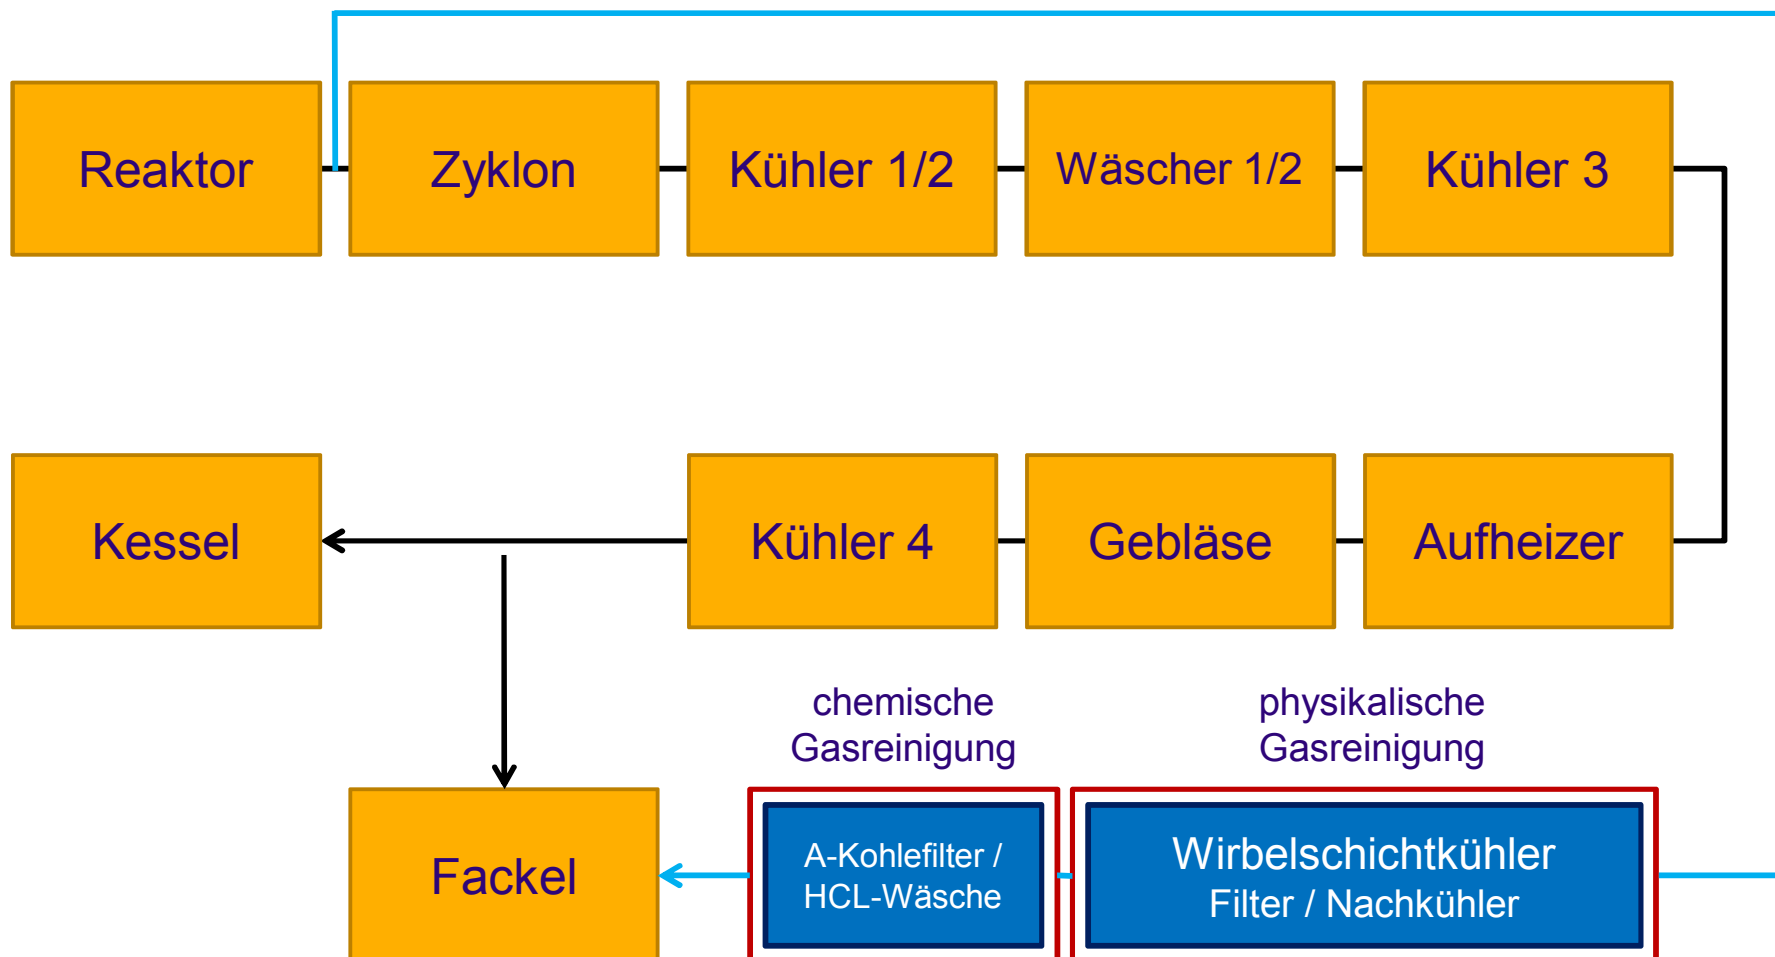 Reaktor
Zyklon
Kühler 1/2
Wäscher 1/2
Kühler 3
Kessel
Kühler 4
Gebläse
Aufheizer
chemische
Gasreinigung
physikalische
Gasreinigung
Fackel
A-Kohlefilter /
HCL-Wäsche
Wirbelschichtkühler
Filter / Nachkühler